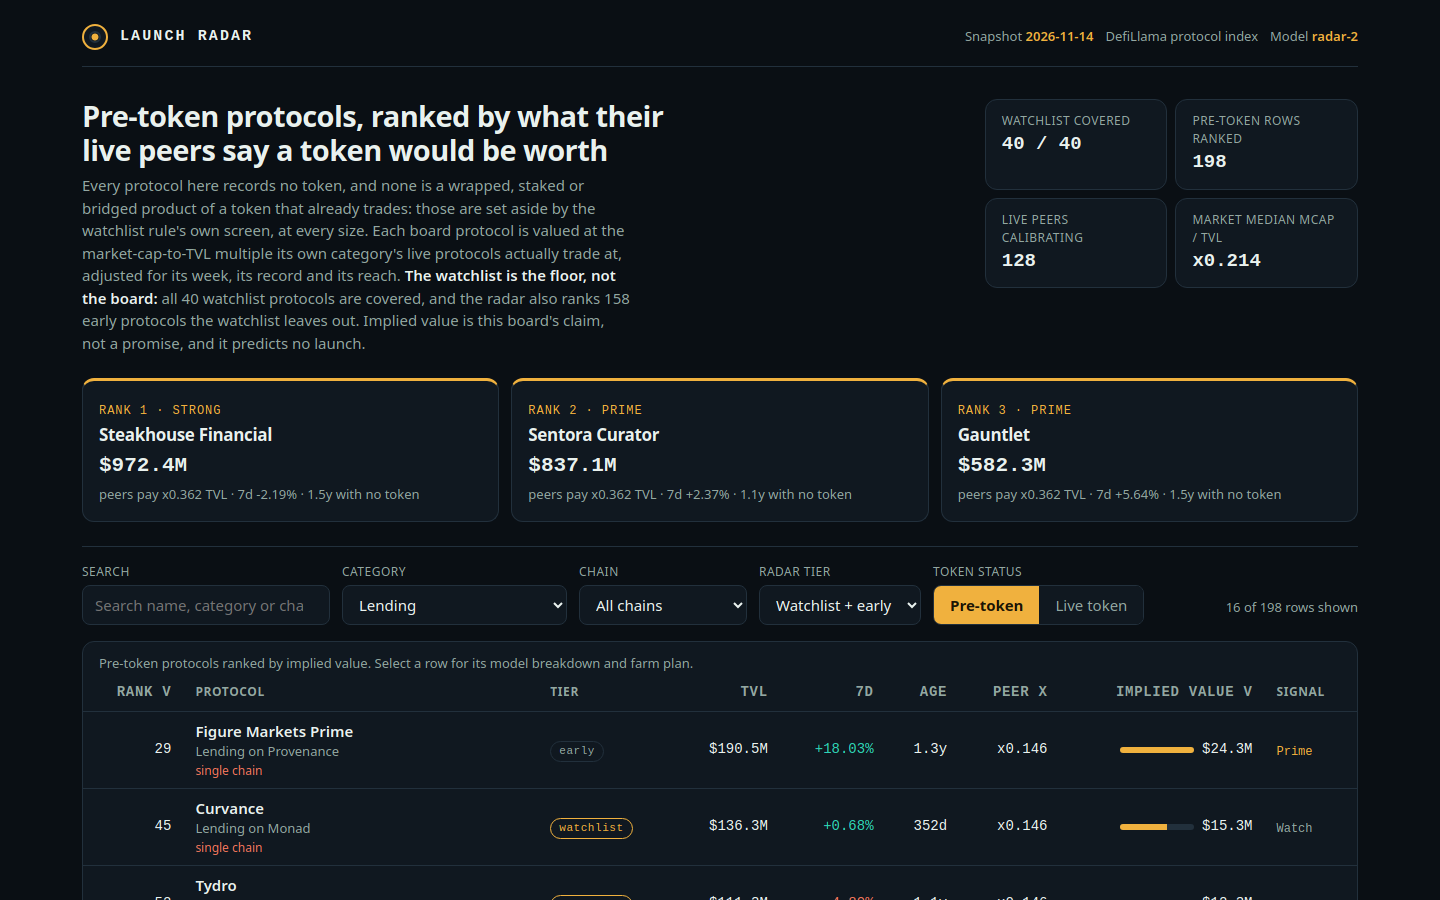 LAUNCH RADAR
Snapshot 2026-11-14 DefiLlama protocol index Model radar-2
Pre-token protocols, ranked by what their
live peers say a token would be worth
Every protocol here records no token, and none is a wrapped, staked or
bridged product of a token that already trades: those are set aside by the
watchlist rule's own screen, at every size. Each board protocol is valued at the
market-cap-to-TVL multiple its own category's live protocols actually trade at,
adjusted for its week, its record and its reach. The watchlist is the floor, not
the board: all 40 watchlist protocols are covered, and the radar also ranks 158
early protocols the watchlist leaves out. Implied value is this board's claim,
not a promise, and it predicts no launch.
WATCHLIST COVERED
40 / 40
PRE-TOKEN ROWS
RANKED
198
LIVE PEERS
CALIBRATING
128
MARKET MEDIAN MCAP
/ TVL
x0.214
RANK 1 · STRONG
Steakhouse Financial
$972.4M
peers pay x0.362 TVL · 7d -2.19% · 1.5y with no token
RANK 2 · PRIME
Sentora Curator
$837.1M
peers pay x0.362 TVL · 7d +2.37% · 1.1y with no token
RANK 3 · PRIME
Gauntlet
$582.3M
peers pay x0.362 TVL · 7d +5.64% · 1.5y with no token
SEARCH
Search name, category or cha
CATEGORY
Lending
CHAIN
All chains
RADAR TIER
Watchlist + early
TOKEN STATUS
Pre-token Live token
16 of 198 rows shown
Pre-token protocols ranked by implied value. Select a row for its model breakdown and farm plan.
RANK V PROTOCOL TIER TVL 7D AGE PEER X IMPLIED VALUE V SIGNAL
29 Figure Markets Prime early $190.5M +18.03% 1.3y x0.146 $24.3M Prime
Lending on Provenance
single chain
45 Curvance watchlist $136.3M +0.68% 352d x0.146 $15.3M Watch
Lending on Monad
single chain
Tydro